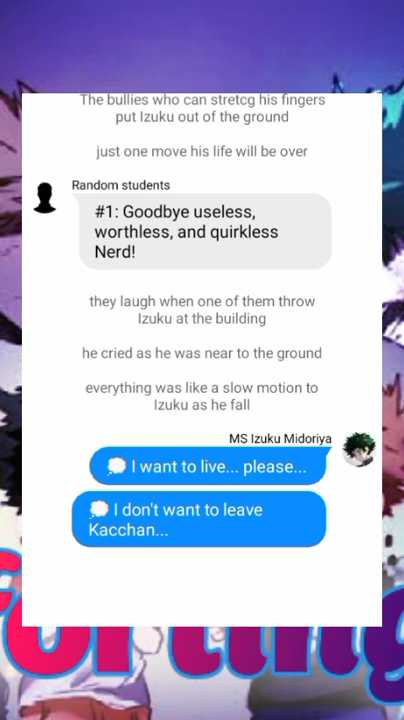 The bullies who can stretcg his fingers
put Izuku out of the ground
just one move his life will be over
Random students
#1: Goodbye useless,
worthless, and quirkless
Nerd!
they laugh when one of them throw
Izuku at the building
he cried as he was near to the ground
everything was like a slow motion to
Izuku as he fall
MS Izuku Midoriya
💭 I want to live... please...
💭 I don't want to leave
Kacchan...